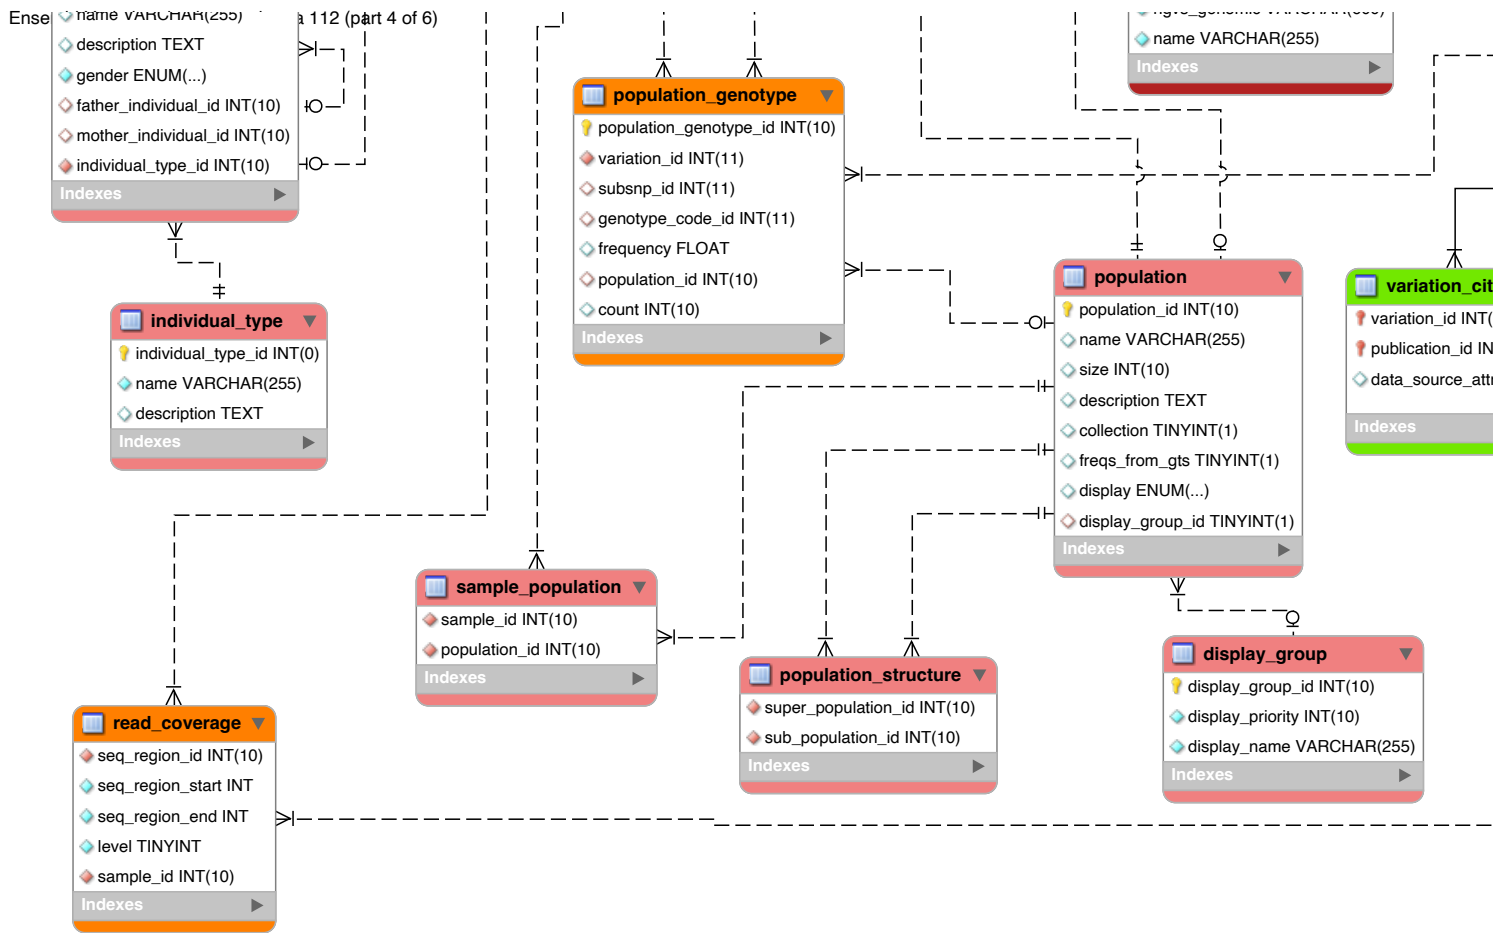 a 112 (part 4 of 6)
name VARCHAR(255)
description TEXT
gender ENUM(...)
father_individual_id INT(10)
mother_individual_id INT(10)
individual_type_id INT(10)
Indexes
individual_type
individual_type_id INT(0)
name VARCHAR(255)
description TEXT
Indexes
population_genotype
population_genotype_id INT(10)
variation_id INT(11)
subsnp_id INT(11)
genotype_code_id INT(11)
frequency FLOAT
population_id INT(10)
count INT(10)
Indexes
name VARCHAR(255)
Indexes
population
population_id INT(10)
name VARCHAR(255)
size INT(10)
description TEXT
collection TINYINT(1)
freqs_from_gts TINYINT(1)
display ENUM(...)
display_group_id TINYINT(1)
Indexes
variation_cit
variation_id INT(
publication_id IN
data_source_attr
Indexes
sample_population
sample_id INT(10)
population_id INT(10)
Indexes
population_structure
super_population_id INT(10)
sub_population_id INT(10)
Indexes
display_group
display_group_id INT(10)
display_priority INT(10)
display_name VARCHAR(255)
Indexes
read_coverage
seq_region_id INT(10)
seq_region_start INT
seq_region_end INT
level TINYINT
sample_id INT(10)
Indexes